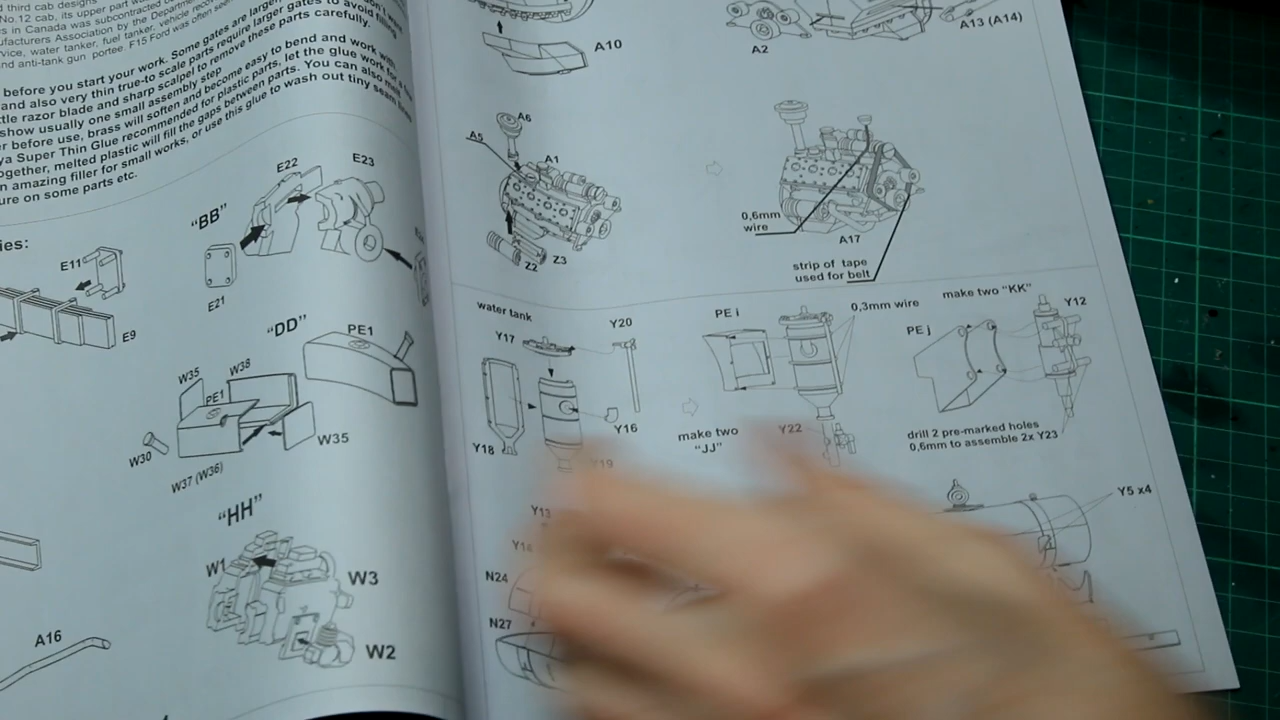 third cab designs
No.12 cab, its upper part
s in Canada was subcontracted
ufacturers Association by the Department
rvice, water tanker, fuel tanker, vehicle
nd anti-tank gun portee. F15 Ford was often
before you start your work. Some gates are larger
and also very thin true-to scale parts require larger gates to avoid
ttle razor blade and sharp scalpel to remove these parts carefully.
show usually one small assembly step
r before use, brass will soften and become easy to bend and work with
ya Super Thin Glue recommended for plastic parts, let the glue work for a
ogether, melted plastic will fill the gaps between parts. You can also
n amazing filler for small works, or use this glue to wash out tiny seam
ure on some parts etc.
ies:
"BB"
E22
E23
E11
E21
E9
"DD"
PE1
W35
W38
PE1
W35
W30
W37 (W36)
"HH"
W1
W3
W2
A16
A10
A2
A13 (A14)
A6
A5
A1
Z2
Z3
0,6mm
wire
A17
strip of tape
used for belt
water tank
Y17
Y20
Y18
Y16
Y19
PE i
0,3mm wire
make two "KK"
Y12
PE j
make two
"JJ"
Y22
drill 2 pre-marked holes
0,6mm to assemble 2x Y23
Y13
N24
N27
Y5 x4